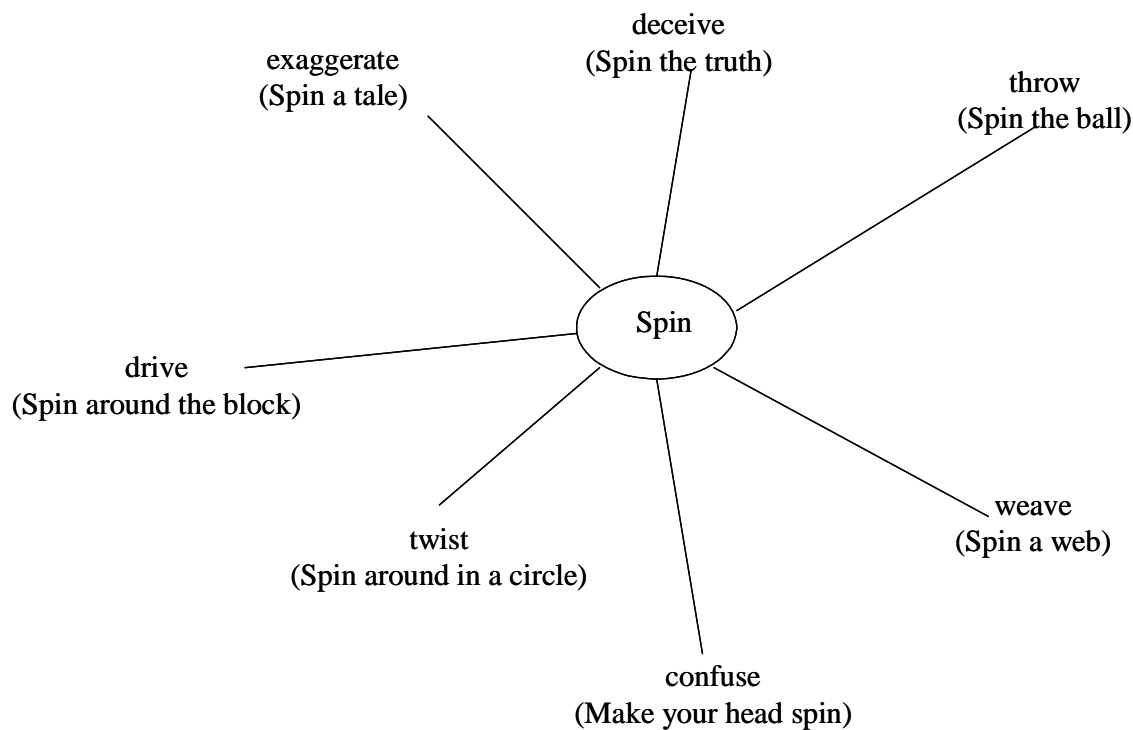 deceive
(Spin the truth)
exaggerate
(Spin a tale)
throw
(Spin the ball)
Spin
drive
(Spin around the block)
weave
(Spin a web)
twist
(Spin around in a circle)
confuse
(Make your head spin)